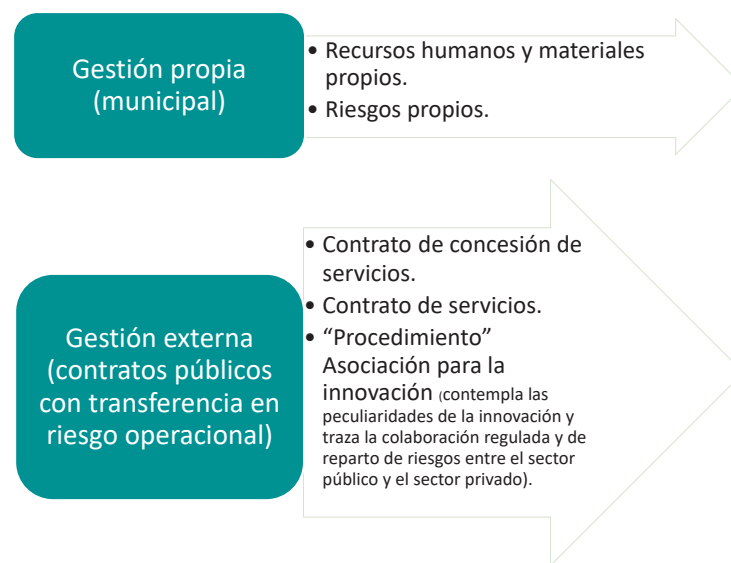 Gestión propia
(municipal)
• Recursos humanos y materiales
propios.
• Riesgos propios.
Gestión externa
(contratos públicos
con transferencia en
riesgo operacional)
• Contrato de concesión de
servicios.
• Contrato de servicios.
• “Procedimiento”
Asociación para la
innovación (contempla las
peculiaridades de la innovación y
traza la colaboración regulada y de
reparto de riesgos entre el sector
público y el sector privado).